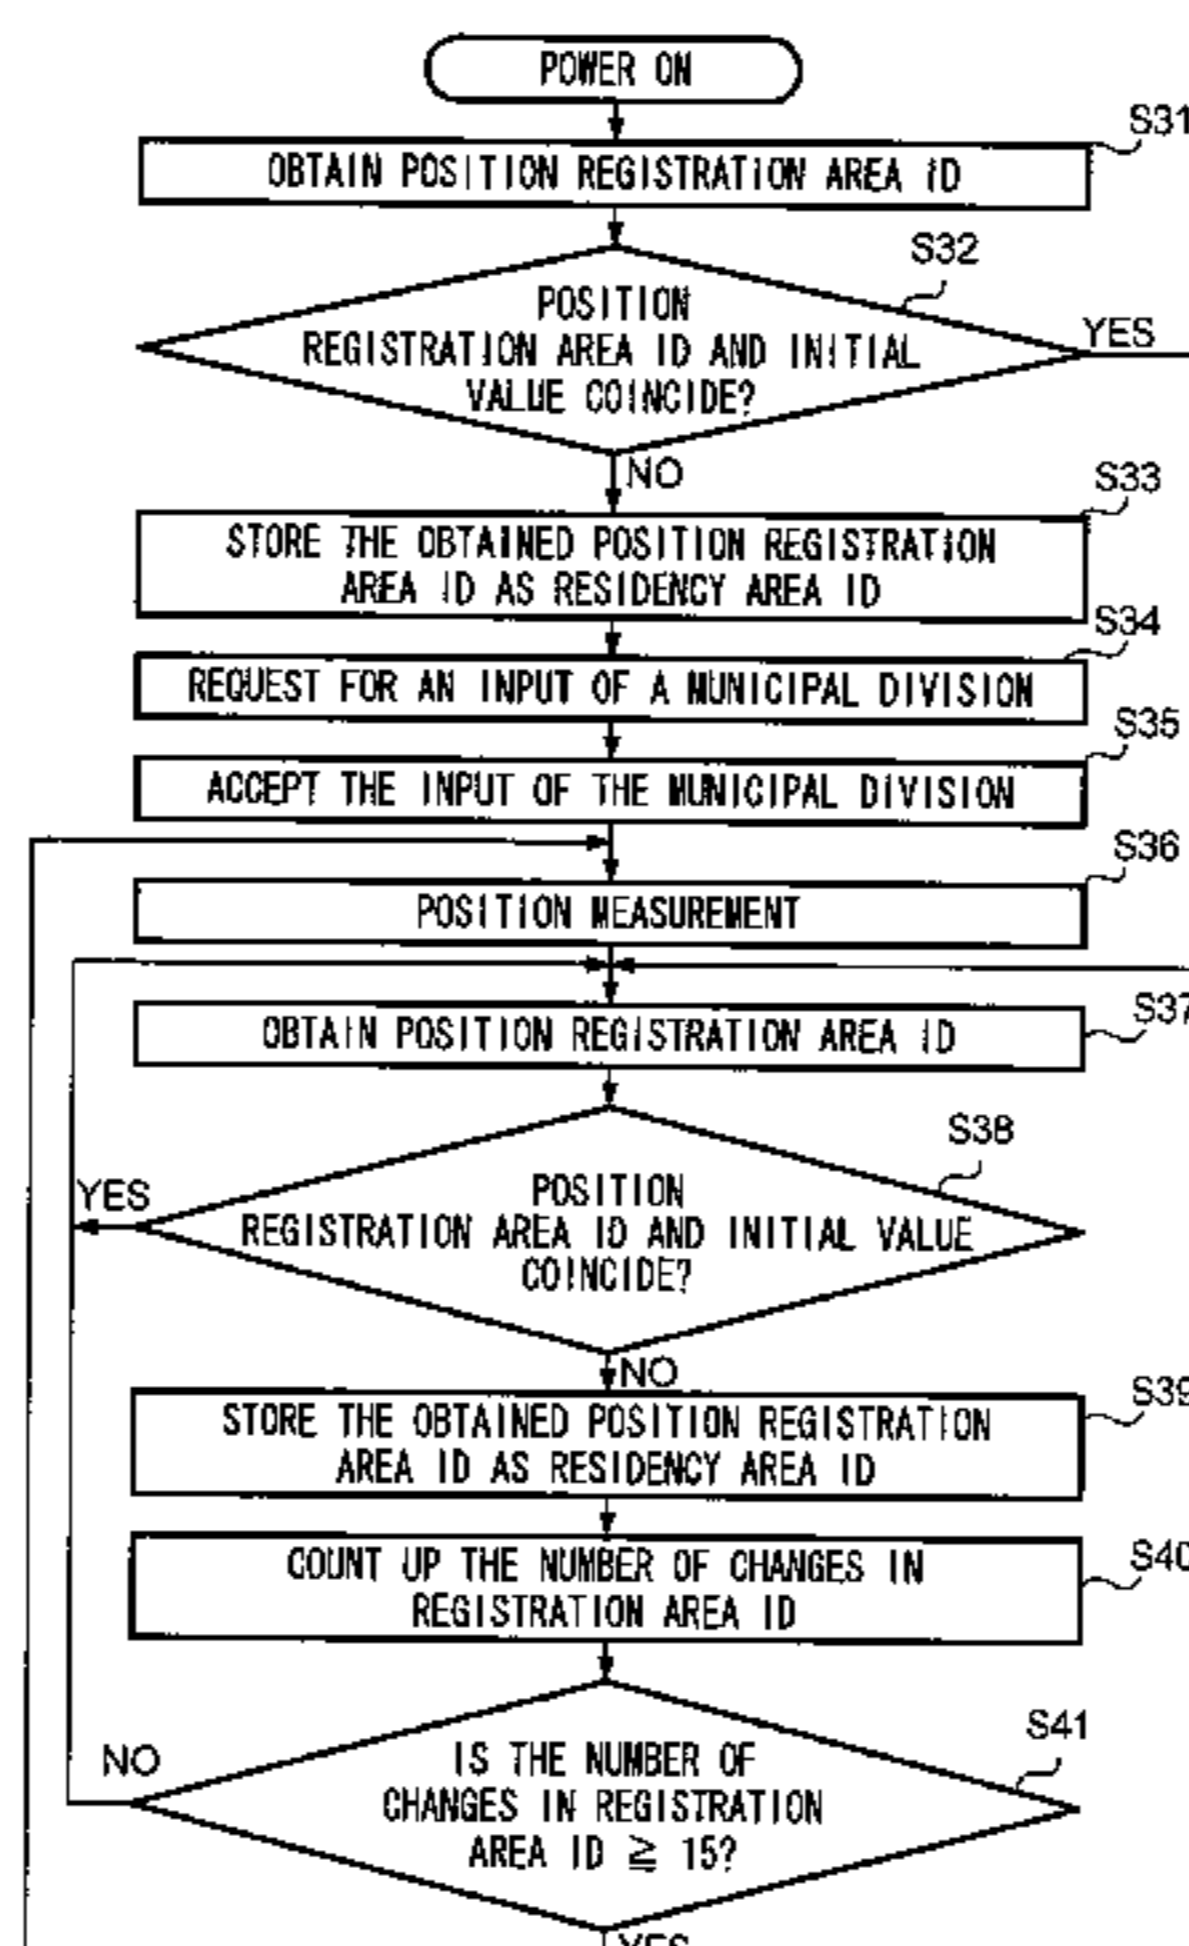 POWER ON
S31
OBTAIN POSITION REGISTRATION AREA ID
S32
POSITION
REGISTRATION AREA ID AND INITIAL
VALUE COINCIDE?
YES
NO
S33
STORE THE OBTAINED POSITION REGISTRATION
AREA ID AS RESIDENCY AREA ID
S34
REQUEST FOR AN INPUT OF A MUNICIPAL DIVISION
S35
ACCEPT THE INPUT OF THE MUNICIPAL DIVISION
S36
POSITION MEASUREMENT
S37
OBTAIN POSITION REGISTRATION AREA ID
S38
YES
POSITION
REGISTRATION AREA ID AND INITIAL VALUE
COINCIDE?
NO
S39
STORE THE OBTAINED POSITION REGISTRATION
AREA ID AS RESIDENCY AREA ID
S40
COUNT UP THE NUMBER OF CHANGES IN
REGISTRATION AREA ID
S41
NO
IS THE NUMBER OF
CHANGES IN REGISTRATION
AREA ID ≧ 15?
YES